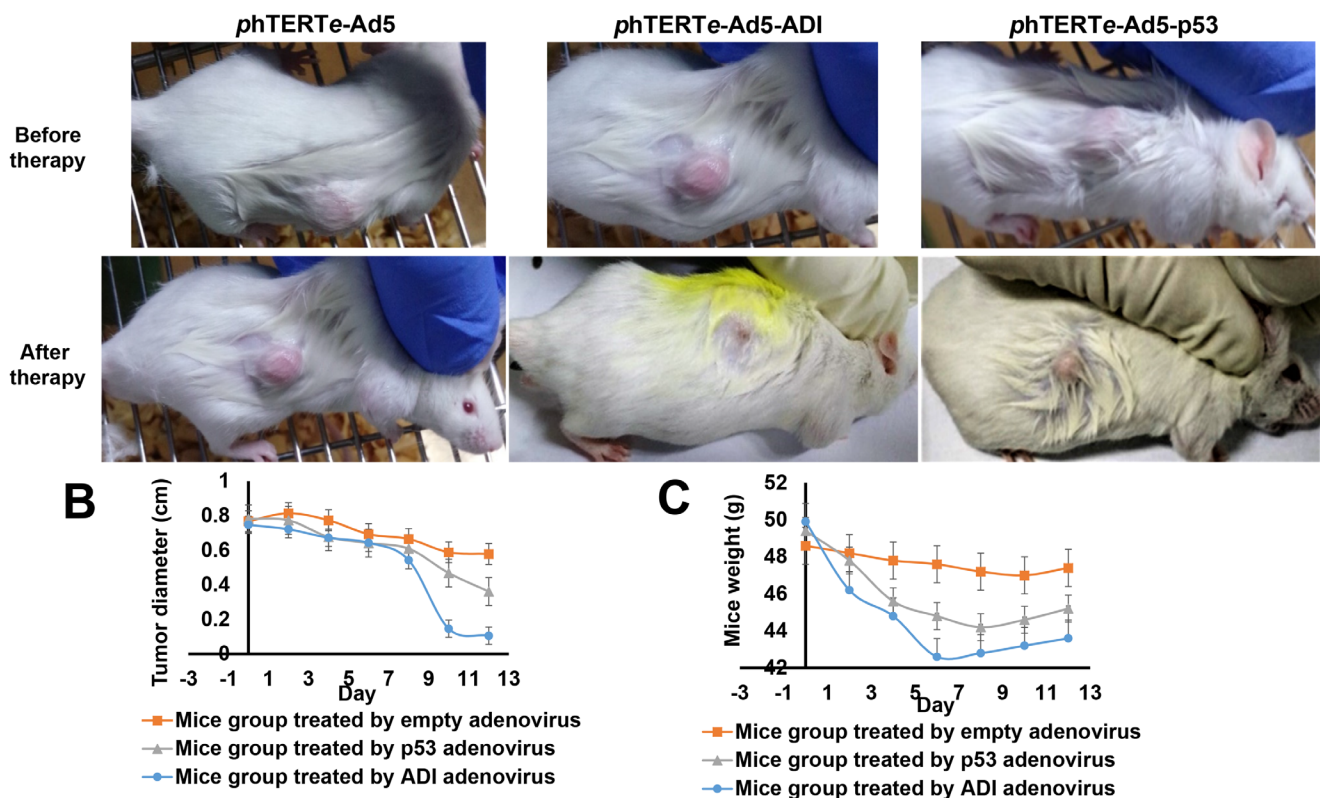 phTERTe-Ad5
phTERTe-Ad5-ADI
phTERTe-Ad5-p53
Before
therapy
After
therapy
B
Tumor diameter (cm)
1
0.8
0.6
0.4
0.2
0
-3 -1 1 3 5 7 9 11 13
Day
Mice group treated by empty adenovirus
Mice group treated by p53 adenovirus
Mice group treated by ADI adenovirus
C
Mice weight (g)
52
50
48
46
44
42
-3 -1 1 3 5 7 9 11 13
Day
Mice group treated by empty adenovirus
Mice group treated by p53 adenovirus
Mice group treated by ADI adenovirus